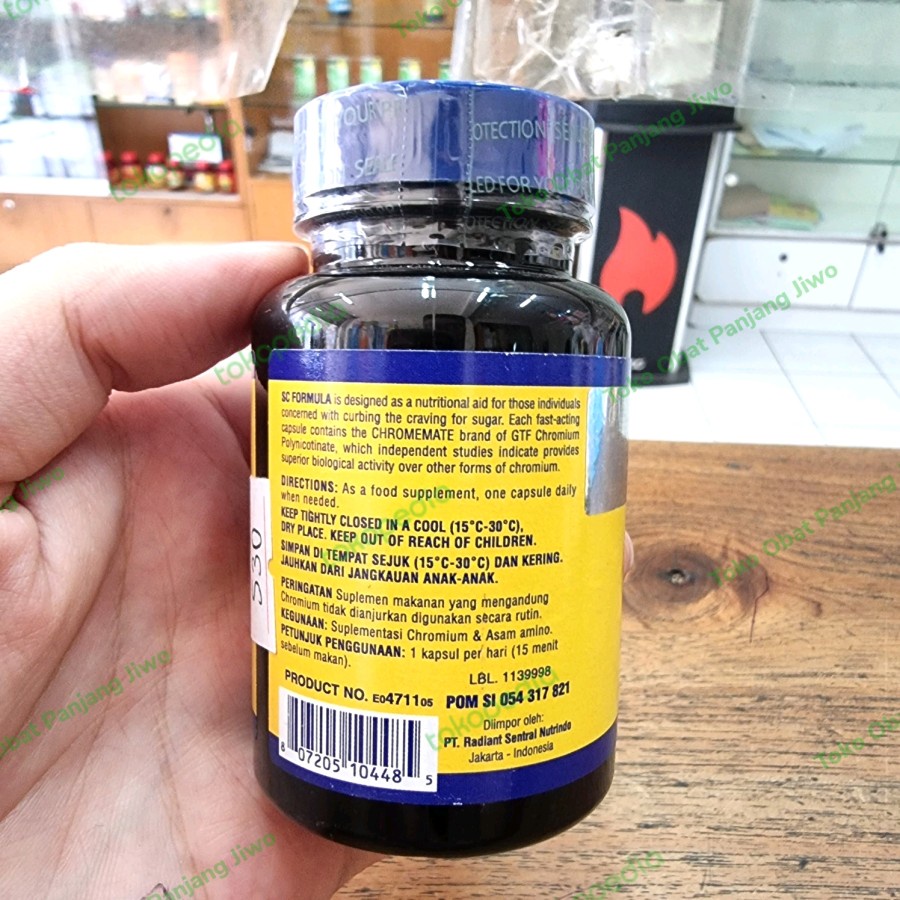 OTECTION SE
LED FOR Y
SC FORMULA is designed as a nutritional aid for those individuals
concerned with curbing the craving for sugar. Each fast-acting
capsule contains the CHROMEMATE brand of GTF Chromium
Polynicotinate, which independent studies indicate provides
superior biological activity over other forms of chromium.
DIRECTIONS: As a food supplement, one capsule daily
when needed.
KEEP TIGHTLY CLOSED IN A COOL (15°C-30°C),
DRY PLACE. KEEP OUT OF REACH OF CHILDREN.
SIMPAN DI TEMPAT SEJUK (15°C-30°C) DAN KERING.
JAUHKAN DARI JANGKAUAN ANAK-ANAK.
PERINGATAN Suplemen makanan yang mengandung
Chromium tidak dianjurkan digunakan secara rutin.
KEGUNAAN: Suplementasi Chromium & Asam amino.
PETUNJUK PENGGUNAAN: 1 kapsul per hari (15 menit
sebelum makan).
LBL. 1139998
PRODUCT NO. E0471105 POM SI 054 317 821
Diimpor oleh:
PT. Radiant Sentral Nutrindo
Jakarta - Indonesia
8 07205 10448 5
530
tokopedia
Toko Obat Panjang Jiwo